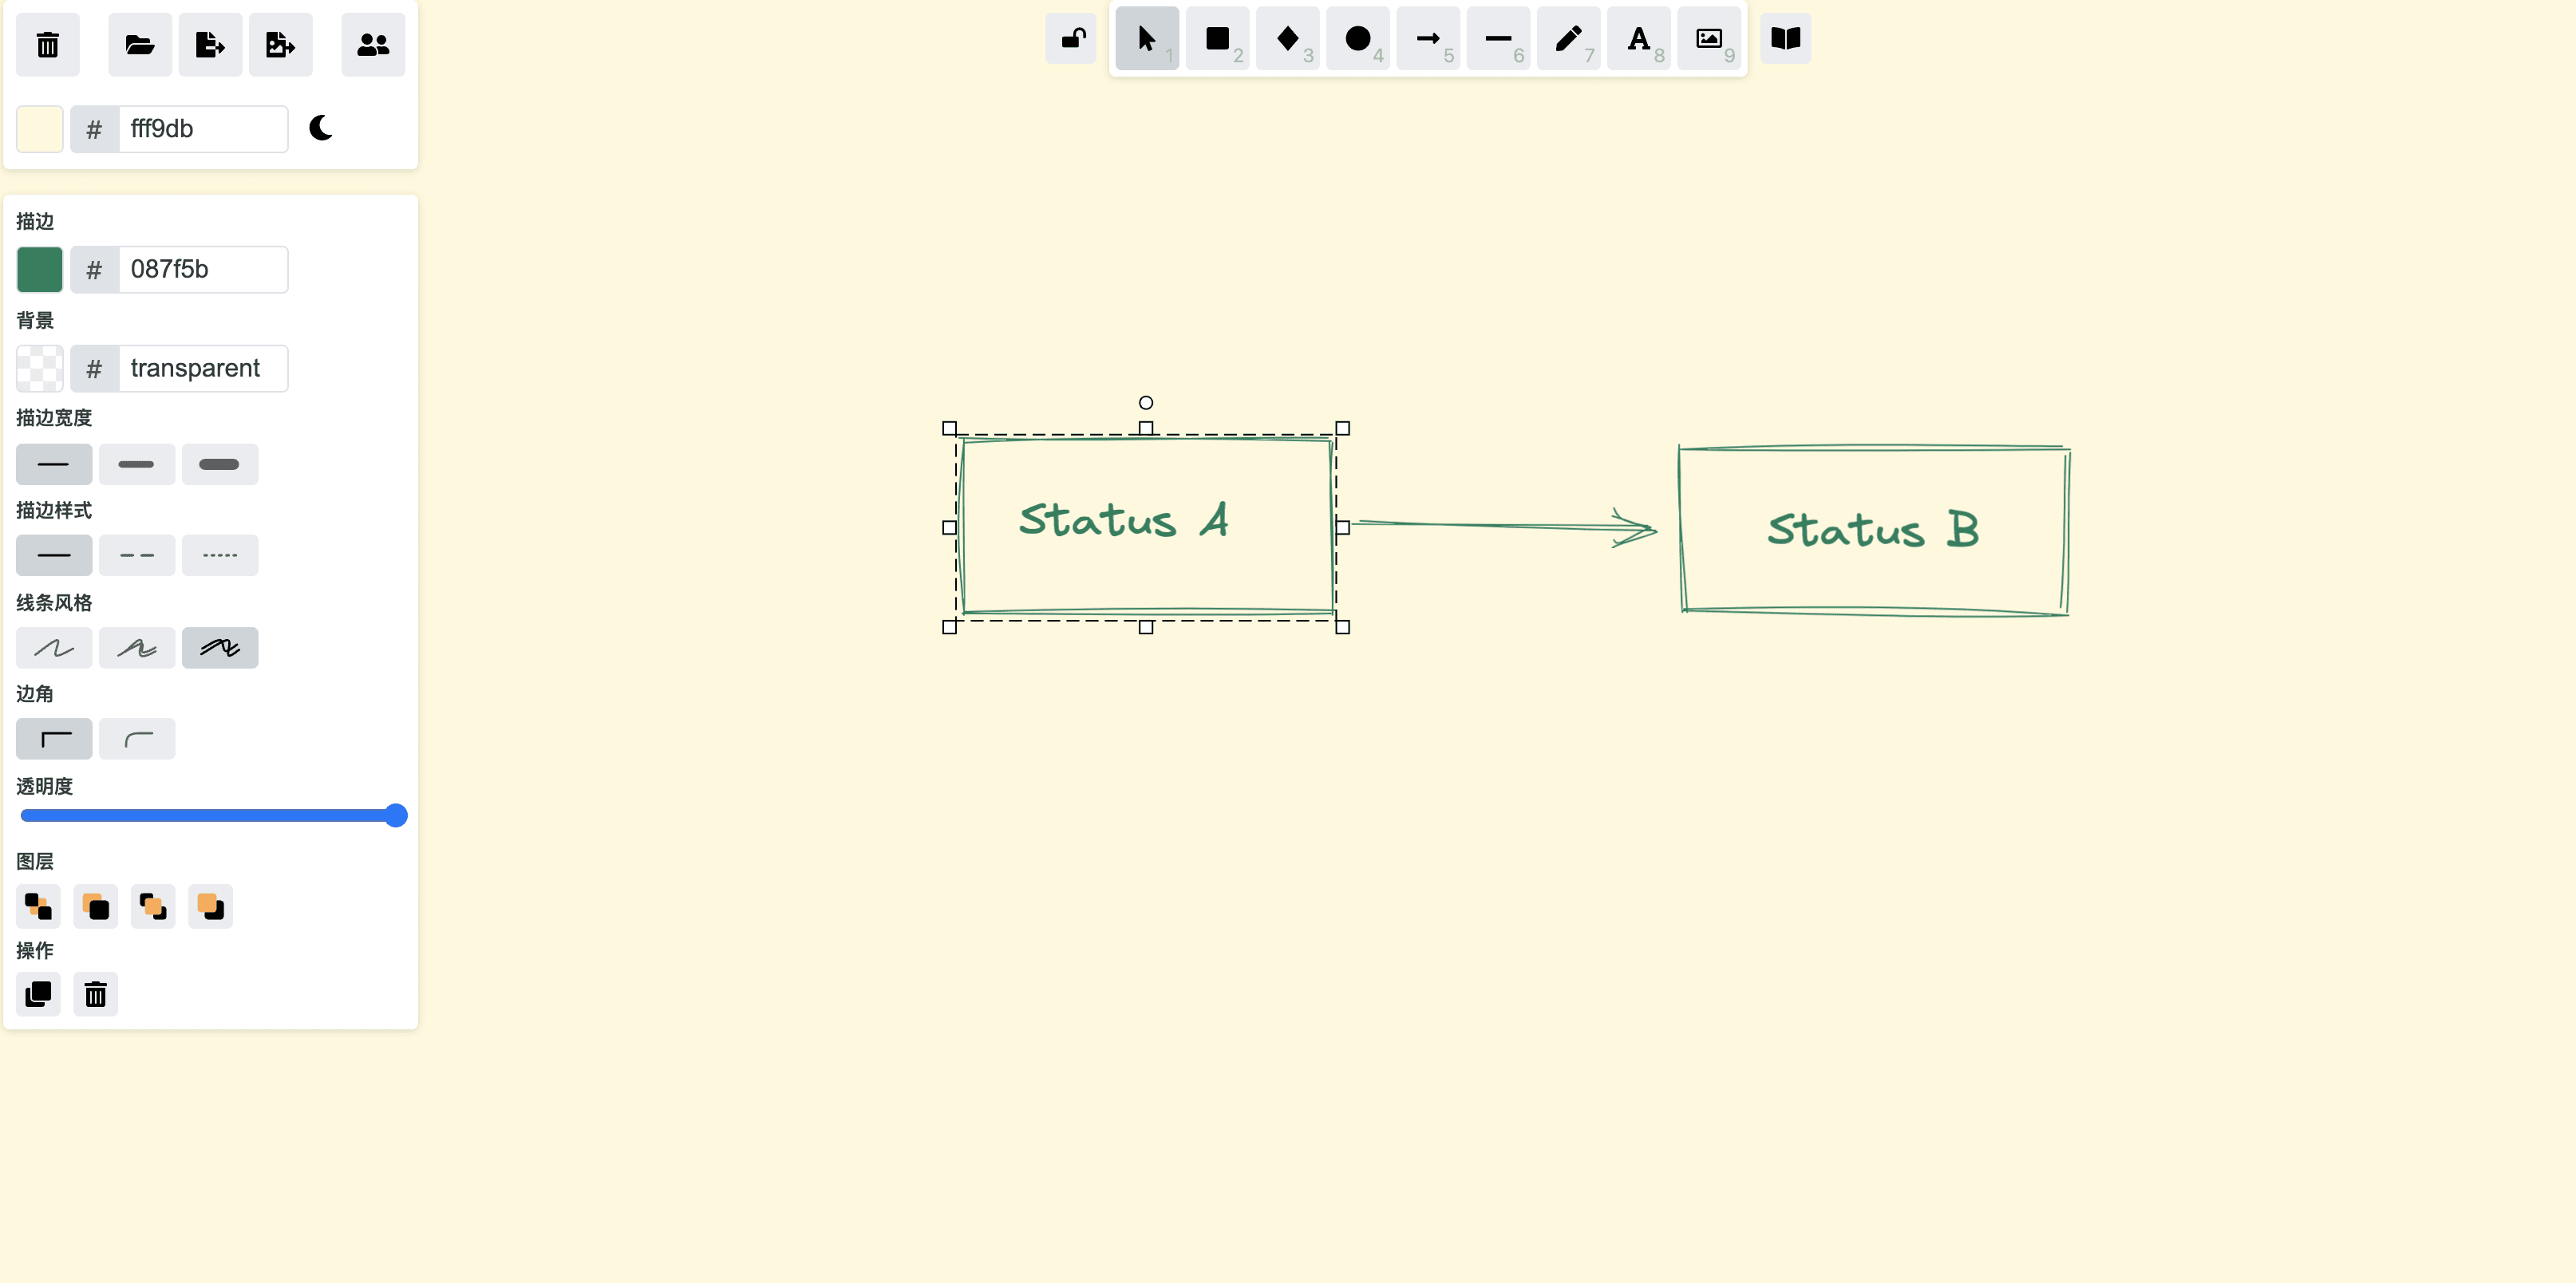 1 2 3 4 5 6 7 8 9
# fff9db
描边
# 087f5b
背景
# transparent
描边宽度
描边样式
线条风格
边角
透明度
图层
操作
Status A
Status B